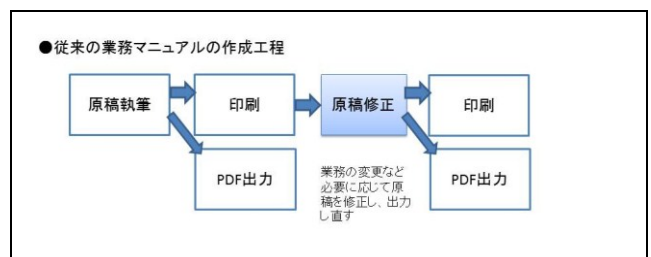 ●従来の業務マニュアルの作成工程
原稿執筆
印刷
原稿修正
印刷
PDF出力
業務の変更など
必要に応じて原
稿を修正し、出力
し直す
PDF出力